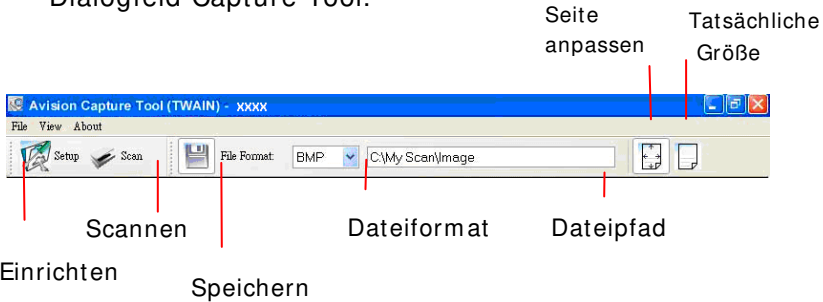 Dialogfeld Capture Tool.
Seite
anpassen
Tatsächliche
Größe
Avision Capture Tool (TWAIN) - xxxx
File View About
Setup Scan File Format: BMP C:\My Scan\Image
Scannen Dateiformat Dateipfad
Einrichten
Speichern